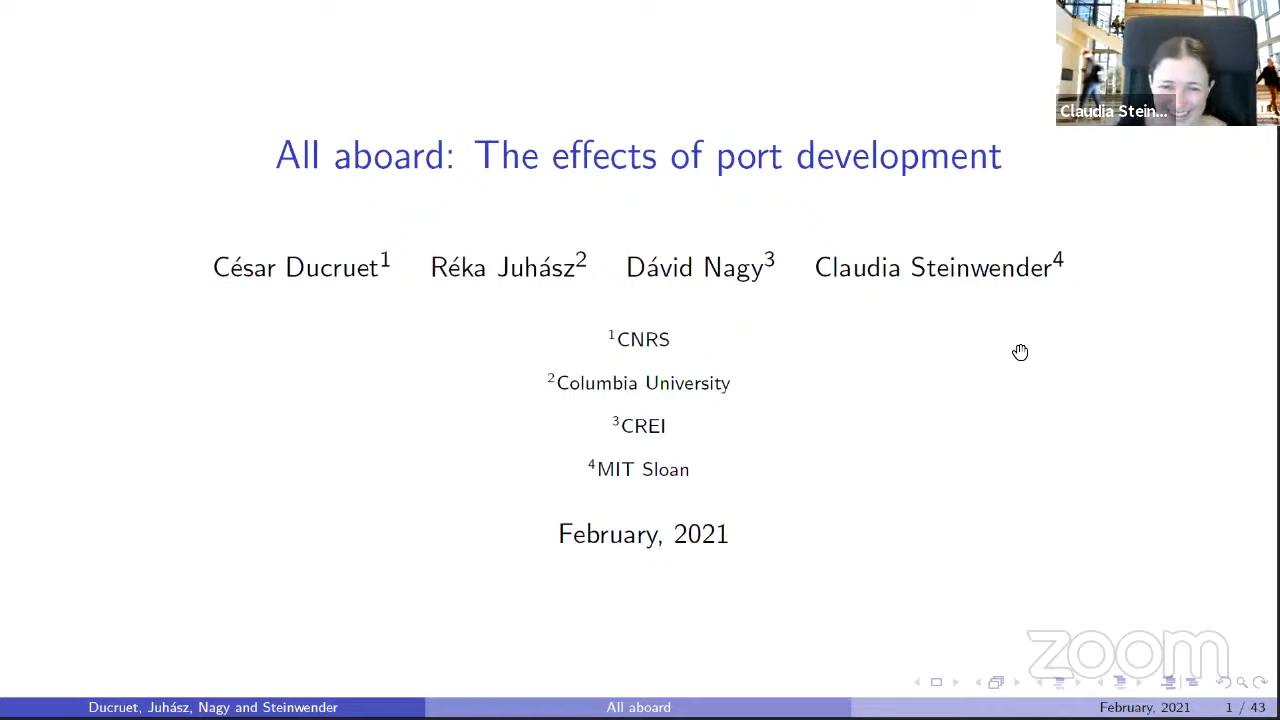 Claudia Stein...
All aboard: The effects of port development
César Ducruet1 Réka Juhász2 Dávid Nagy3 Claudia Steinwender4
1CNRS
2Columbia University
3CREI
4MIT Sloan
February, 2021
zoom
Ducruet, Juhász, Nagy and Steinwender All aboard February, 2021 1 / 43